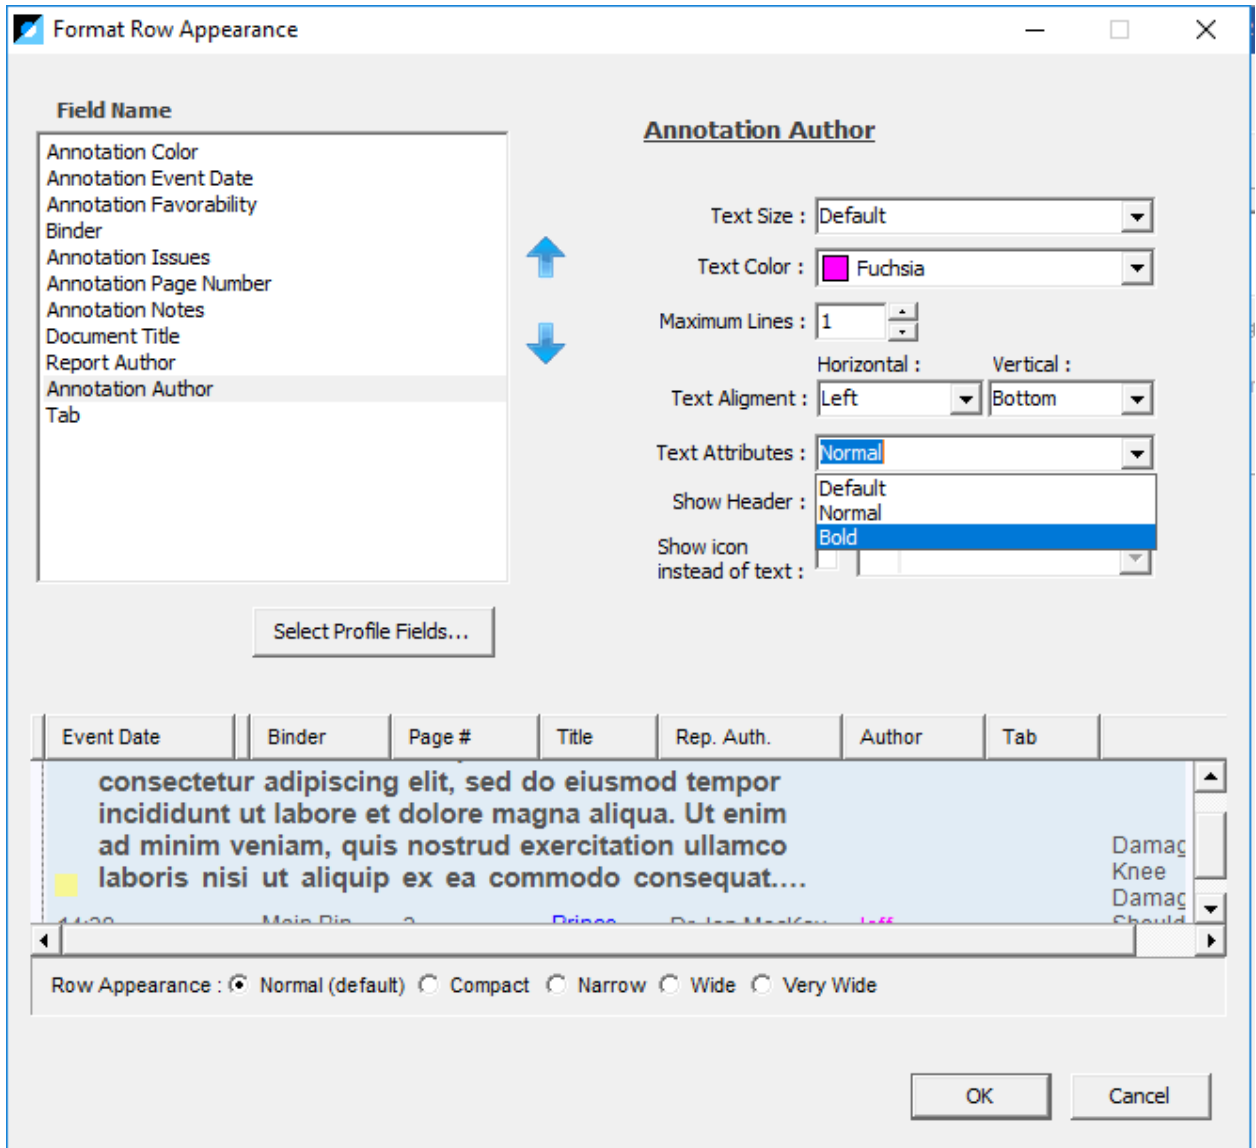 Format Row Appearance
Field Name
Annotation Color
Annotation Event Date
Annotation Favorability
Binder
Annotation Issues
Annotation Page Number
Annotation Notes
Document Title
Report Author
Annotation Author
Tab
Select Profile Fields...
Annotation Author
Text Size : Default
Text Color : Fuchsia
Maximum Lines : 1
Horizontal : Vertical :
Text Aligment : Left Bottom
Text Attributes : Normal
Default
Show Header :
Normal
Bold
Show icon
instead of text :
Event Date Binder Page # Title Rep. Auth. Author Tab
consectetur adipiscing elit, sed do eiusmod tempor
incididunt ut labore et dolore magna aliqua. Ut enim
ad minim veniam, quis nostrud exercitation ullamco
laboris nisi ut aliquip ex ea commodo consequat....
Damag
Knee
Damag
Should
Row Appearance : Normal (default) Compact Narrow Wide Very Wide
OK Cancel